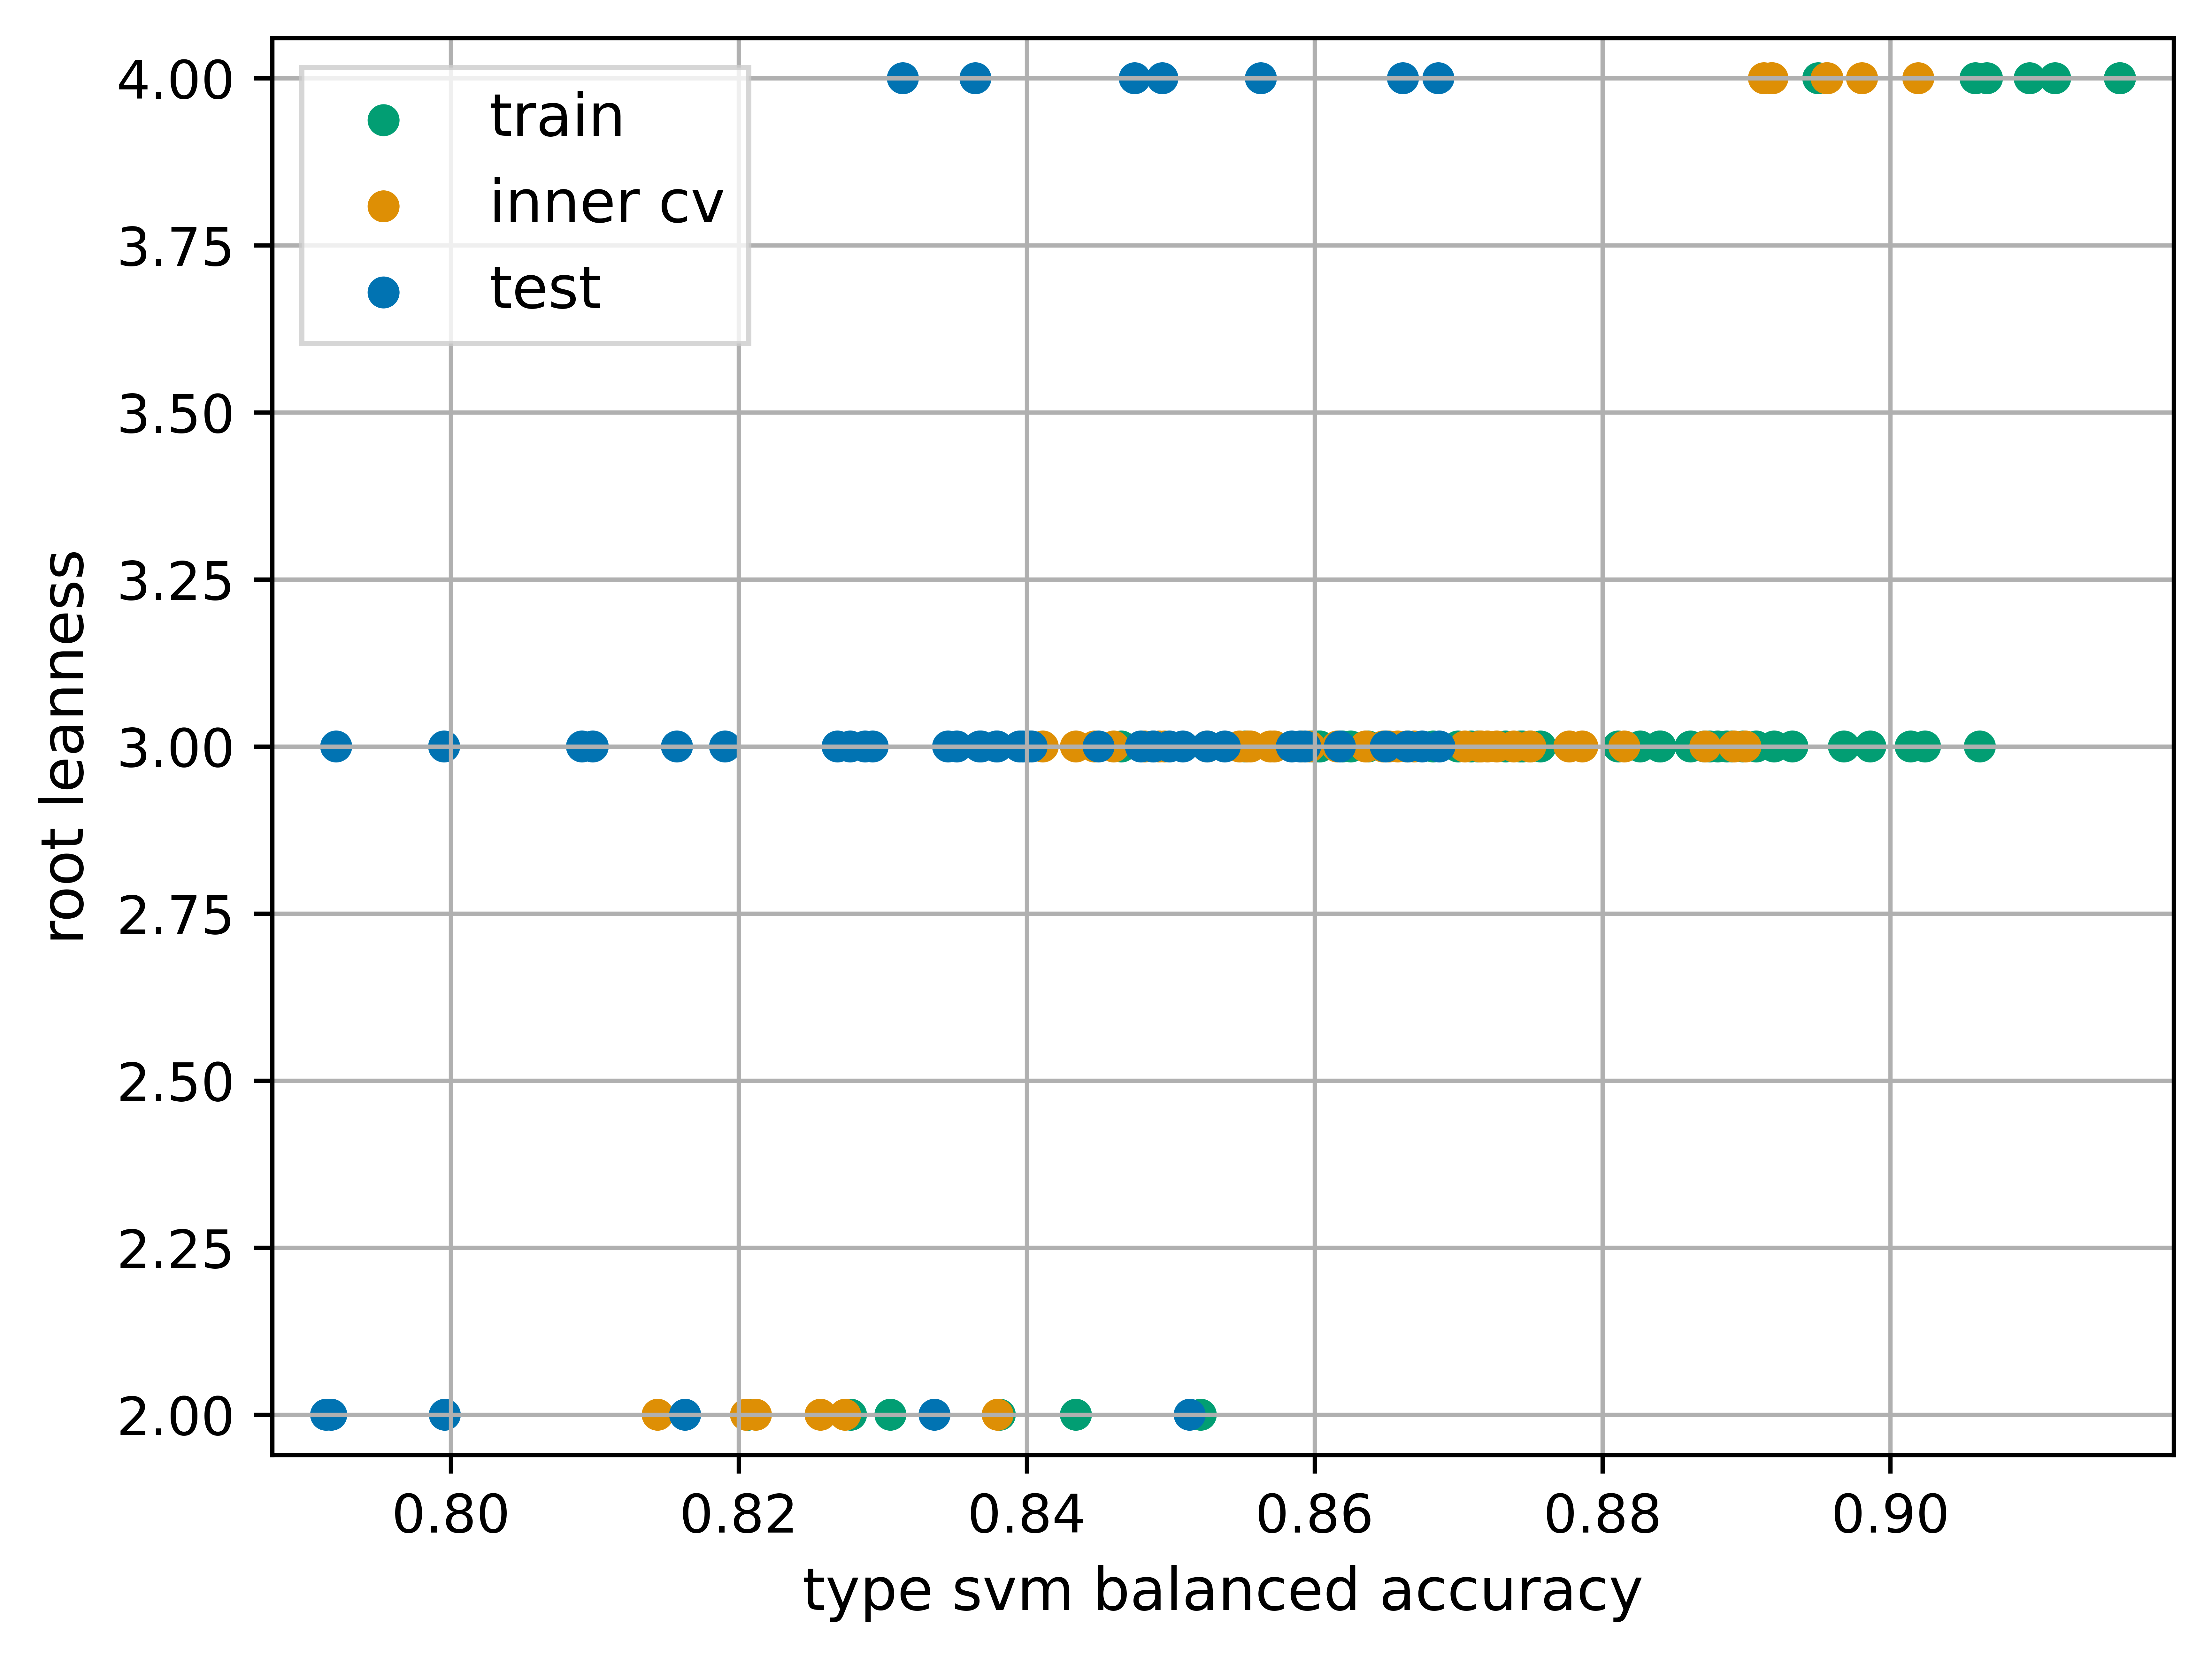 4.00
3.75
3.50
3.25
3.00
2.75
2.50
2.25
2.00
root leanness
train
inner cv
test
0.80 0.82 0.84 0.86 0.88 0.90
type svm balanced accuracy